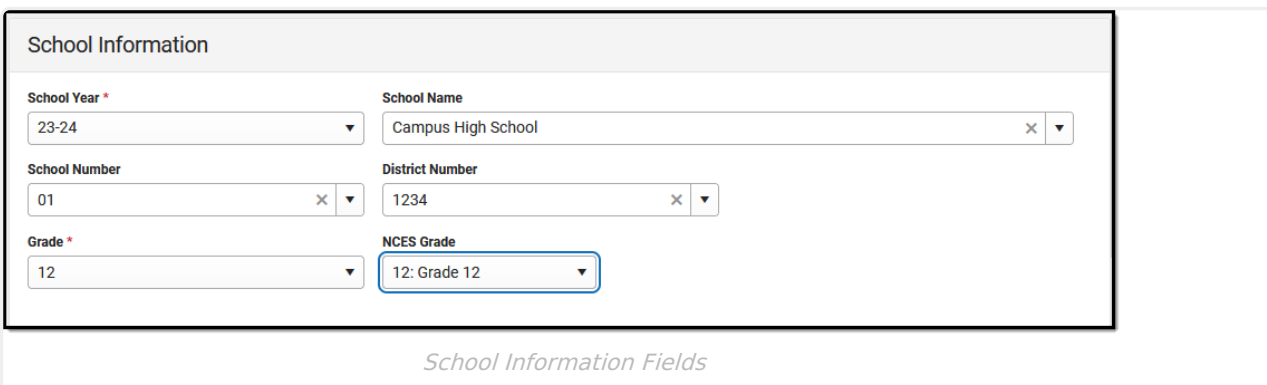 School Information
School Year * School Name
23-24 Campus High School
School Number District Number
01 1234
Grade * NCES Grade
12 12: Grade 12
School Information Fields